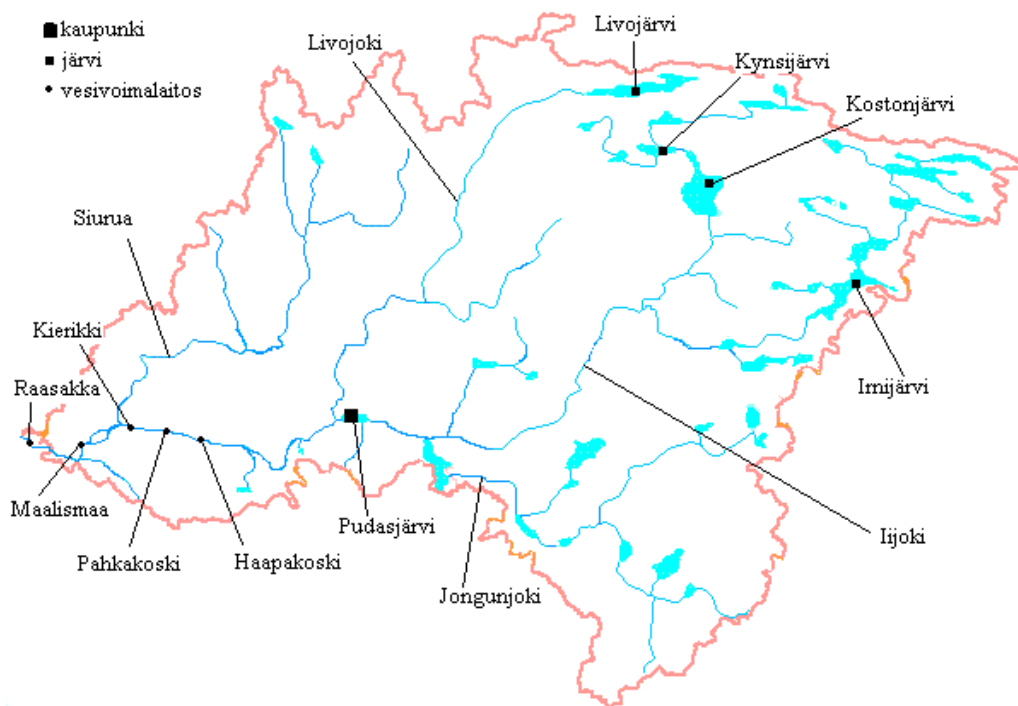 kaupunki
järvi
vesivoimalaitos
Livojoki
Livojärvi
Kynsijärvi
Kostonjärvi
Siurua
Kierikki
Raasakka
Irnijärvi
Maalismaa
Pahkakoski
Haapakoski
Pudasjärvi
Jongunjoki
Iijoki